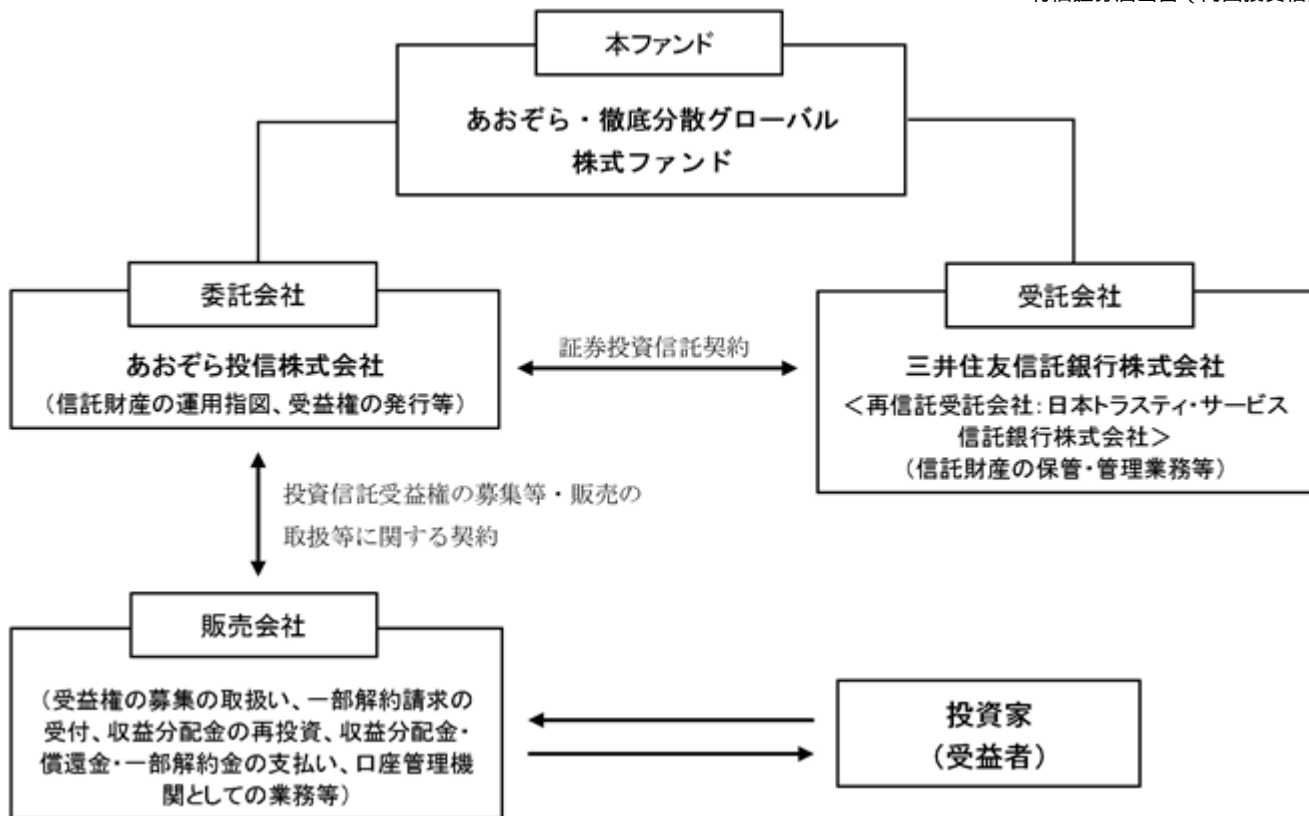 本ファンド
あおぞら・徹底分散グローバル
株式ファンド
委託会社
あおぞら投信株式会社
（信託財産の運用指図、受益権の発行等）
証券投資信託契約
受託会社
三井住友信託銀行株式会社
＜再信託受託会社：日本トラスティ・サービス
信託銀行株式会社＞
（信託財産の保管・管理業務等）
投資信託受益権の募集等・販売の
取扱等に関する契約
販売会社
（受益権の募集の取扱い、一部解約請求の
受付、収益分配金の再投資、収益分配金・
償還金・一部解約金の支払い、口座管理機
関としての業務等）
投資家
（受益者）